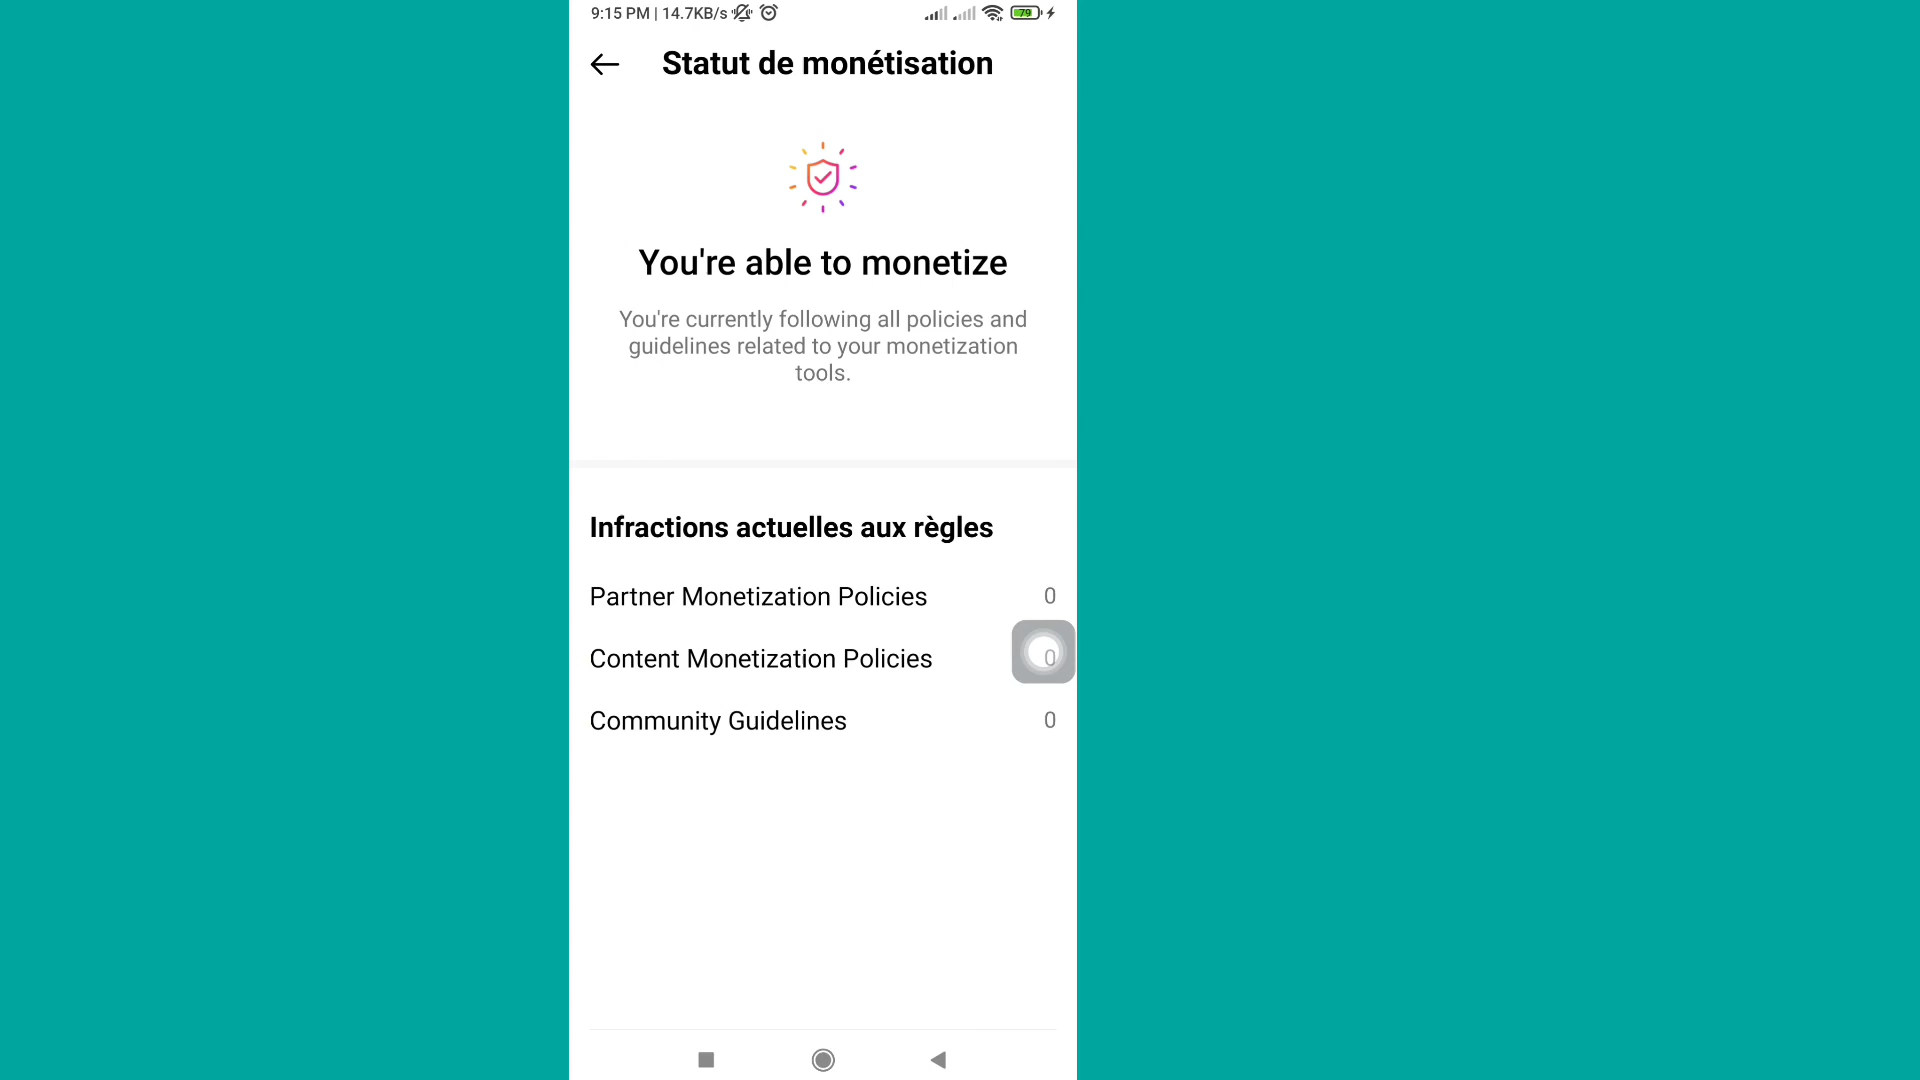 9:15 PM | 14.7KB/s 79
Statut de monétisation
You're able to monetize
You're currently following all policies and
guidelines related to your monetization
tools.
Infractions actuelles aux règles
Partner Monetization Policies 0
Content Monetization Policies 0
Community Guidelines 0